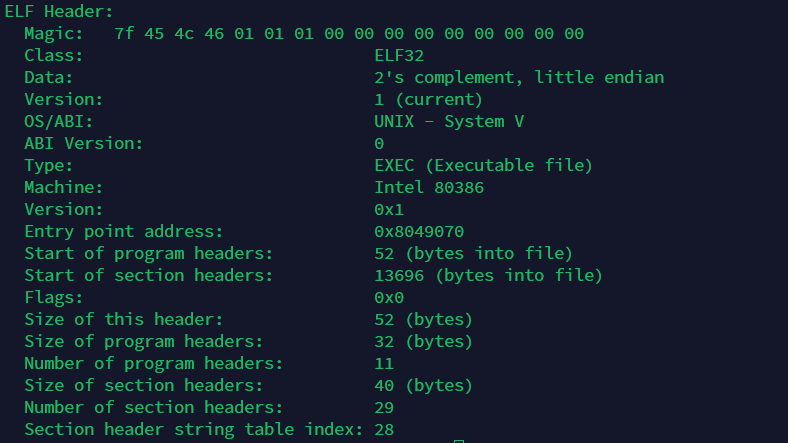 ELF Header:
  Magic:   7f 45 4c 46 01 01 01 00 00 00 00 00 00 00 00 00
  Class:                             ELF32
  Data:                              2's complement, little endian
  Version:                           1 (current)
  OS/ABI:                            UNIX - System V
  ABI Version:                       0
  Type:                              EXEC (Executable file)
  Machine:                           Intel 80386
  Version:                           0x1
  Entry point address:               0x8049070
  Start of program headers:          52 (bytes into file)
  Start of section headers:          13696 (bytes into file)
  Flags:                             0x0
  Size of this header:               52 (bytes)
  Size of program headers:           32 (bytes)
  Number of program headers:         11
  Size of section headers:           40 (bytes)
  Number of section headers:         29
  Section header string table index: 28